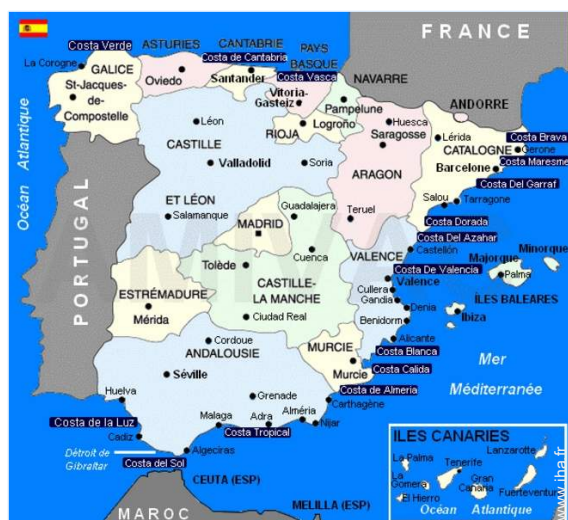 FRANCE
Costa Verde
ASTURIES
CANTABRIE
Costa de Cantabria
PAYS
BASQUE
La Corogne
GALICE
Oviedo
Santander
Costa Vasca
NAVARRE
St-Jacques-
de-
Compostelle
Vitoria-
Gasteiz
Pampelune
ANDORRE
Léon
RIOJA
Logroño
Huesca
Saragosse
Lérida
Costa Brava
CASTILLE
CATALOGNE
Gerone
Valladolid
Soria
Barcelone
Costa Maresme
ARAGON
Costa Del Garraf
Océan Atlantique
ET LÉON
Salamanque
Guadalajera
Salou
Tarragone
MADRID
Teruel
Costa Dorada
PORTUGAL
VALENCE
Costa Del Azahar
Castellón
Minorque
Majorque
Tolède
Cuenca
Costa De Valencia
Palma
CASTILLE-
LA MANCHE
Valence
ÎLES BALEARES
ESTRÉMADURE
Cullera
Gandia
Denia
Ibiza
Mérida
Ciudad Real
Benidorm
Cordoue
Alicante
ANDALOUSIE
MURCIE
Costa Blanca
Mer
Méditerranée
Séville
Murcie
Costa Calida
Costa de Almeria
Huelva
Grenade
Carthagène
Costa de la Luz
Malaga
Adra
Alméria
Nijar
Cadiz
Costa Tropical
Détroit de
Gibraltar
Algeciras
Costa del Sol
CEUTA (ESP)
MELILLA (ESP)
MAROC
ILES CANARIES
La Palma
Tenerife
Lanzarotte
La
Gomera
Gran
Canaria
El Hierro
Fuerteventura
Océan Atlantique
www.iha.fr